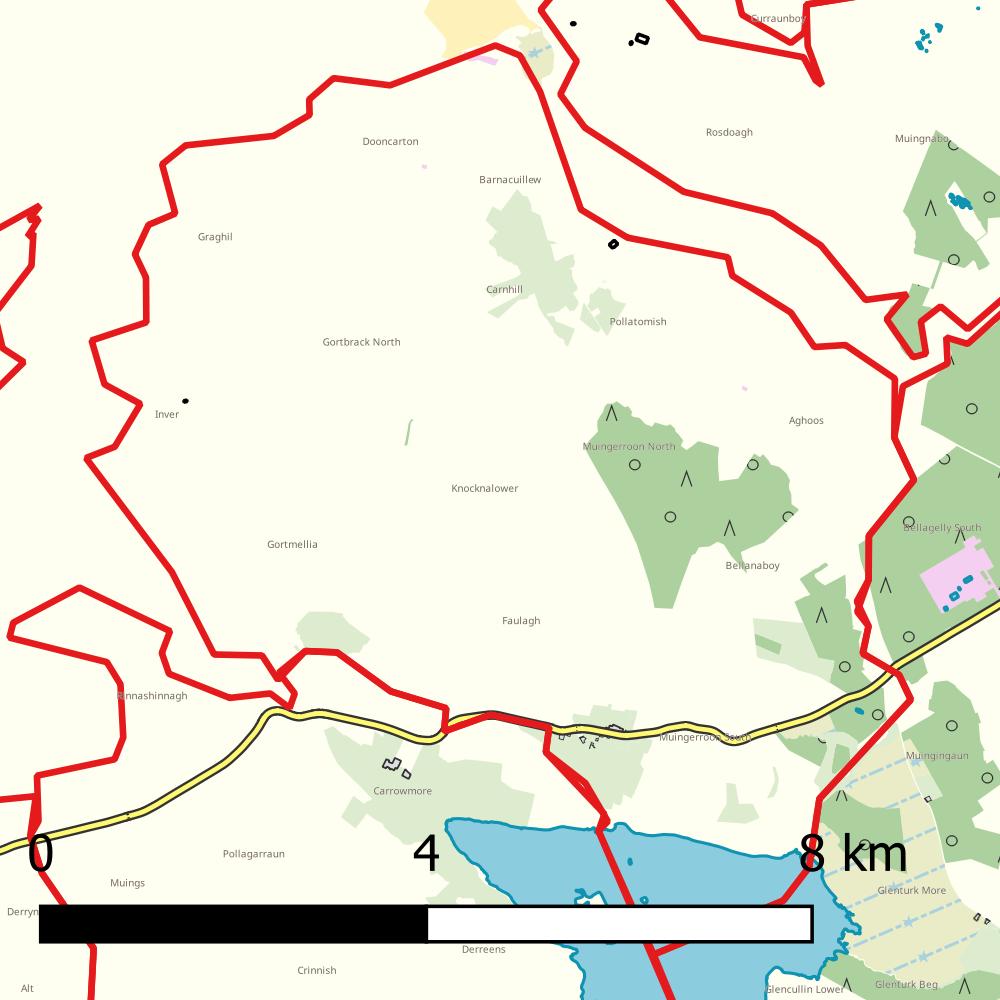 Curraunboy
Rosdoagh
Muingnabo
Dooncarton
Barnacuillew
Graghil
Carnhill
Pollatomish
Gortbrack North
Inver
Aghoos
Muingerroon North
Knocknalower
Bellagelly South
Gortmellia
Bellanaboy
Faulagh
Rinnashinnagh
Muingerroon South
Muingingaun
Carrowmore
0 4 8 km
Pollagarraun
Muings
Glenturk More
Derryn
Derreens
Crinnish
Alt
Glencullin Lower
Glenturk Beg